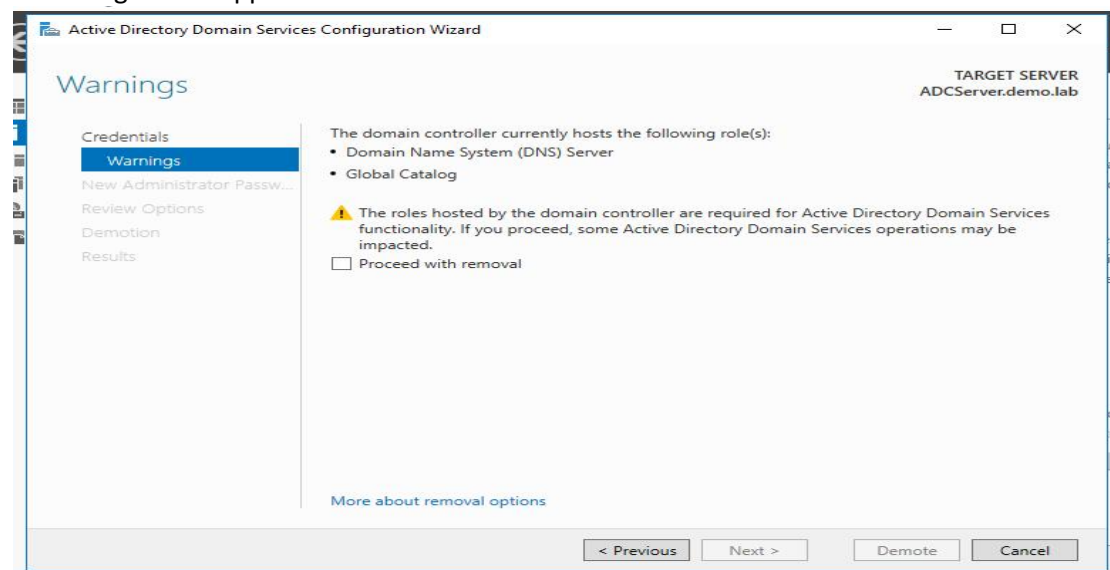 Active Directory Domain Services Configuration Wizard
Warnings
TARGET SERVER
ADCServer.demo.lab
Credentials
Warnings
New Administrator Passw...
Review Options
Demotion
Results
The domain controller currently hosts the following role(s):
• Domain Name System (DNS) Server
• Global Catalog
The roles hosted by the domain controller are required for Active Directory Domain Services
functionality. If you proceed, some Active Directory Domain Services operations may be
impacted.
Proceed with removal
More about removal options
< Previous
Next >
Demote
Cancel